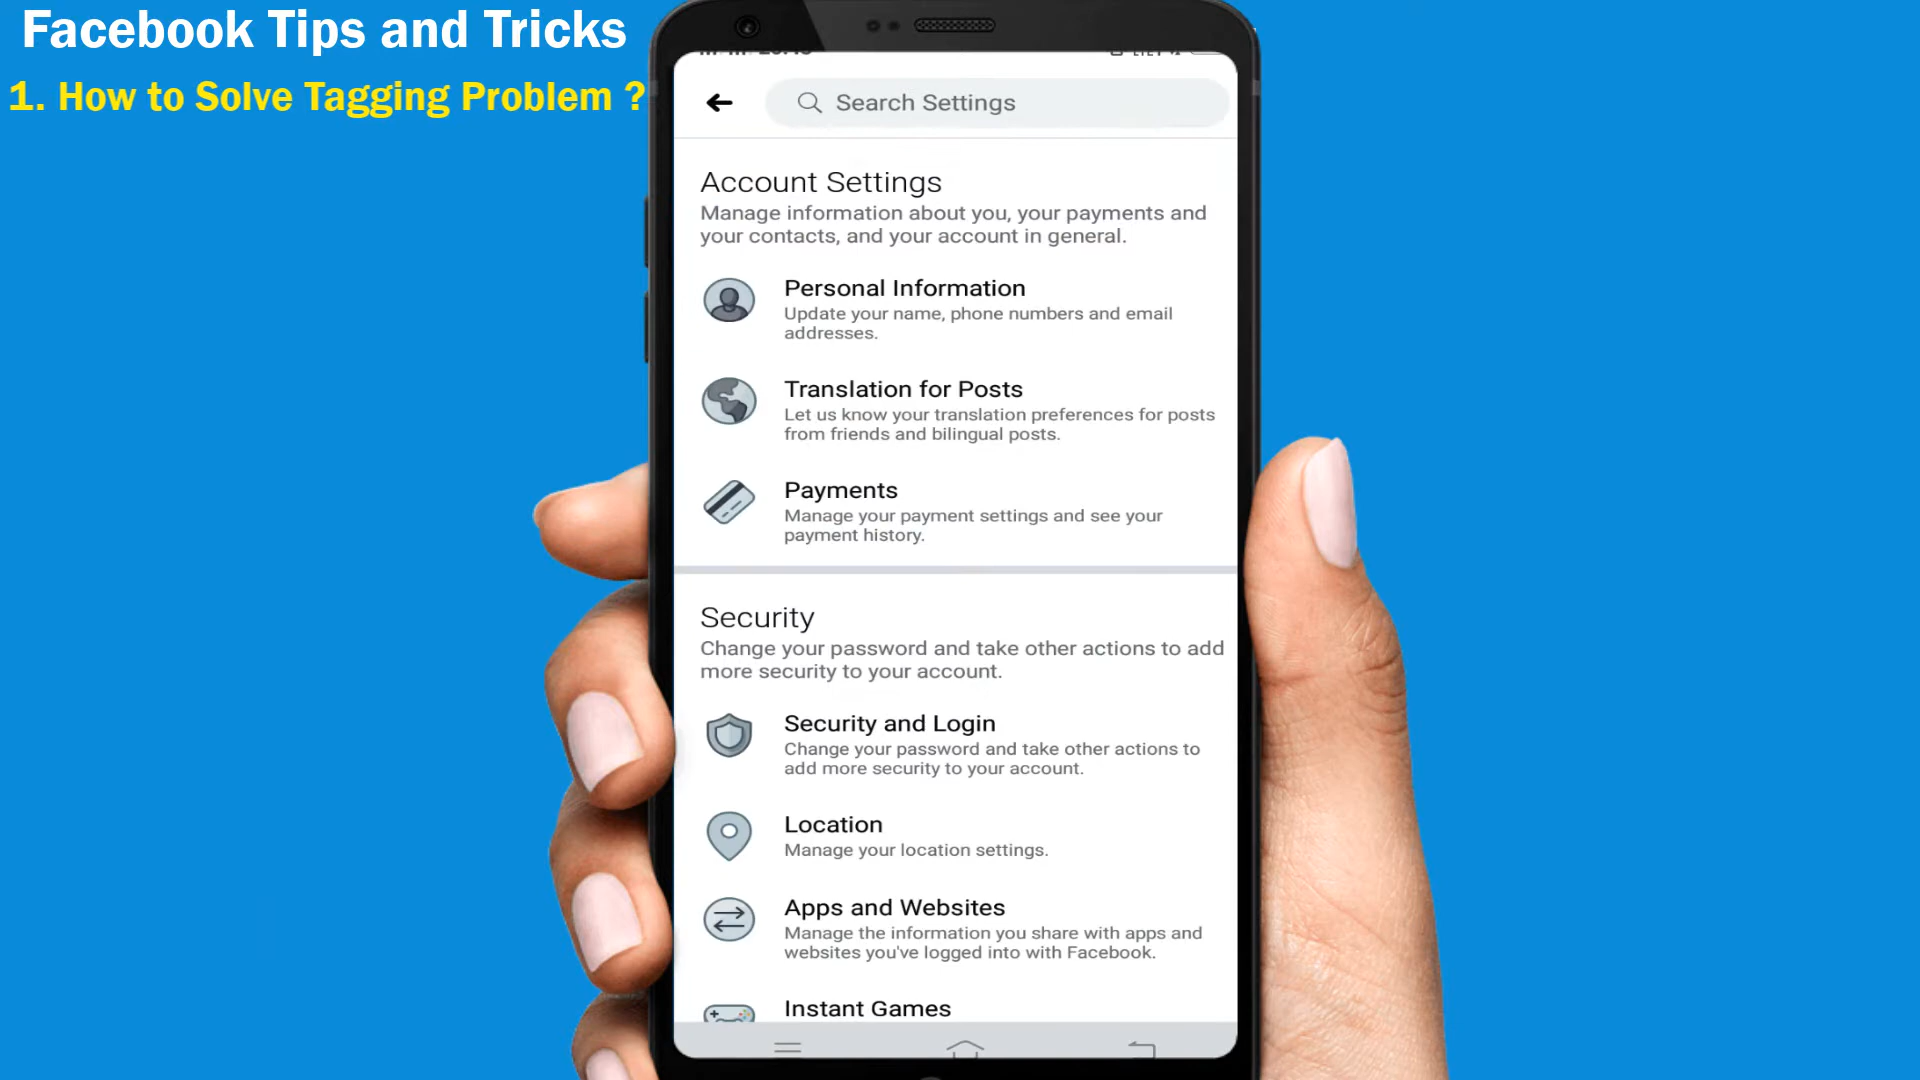 Facebook Tips and Tricks
1. How to Solve Tagging Problem ?
Search Settings
Account Settings
Manage information about you, your payments and
your contacts, and your account in general.
Personal Information
Update your name, phone numbers and email
addresses.
Translation for Posts
Let us know your translation preferences for posts
from friends and bilingual posts.
Payments
Manage your payment settings and see your
payment history.
Security
Change your password and take other actions to add
more security to your account.
Security and Login
Change your password and take other actions to
add more security to your account.
Location
Manage your location settings.
Apps and Websites
Manage the information you share with apps and
websites you've logged into with Facebook.
Instant Games